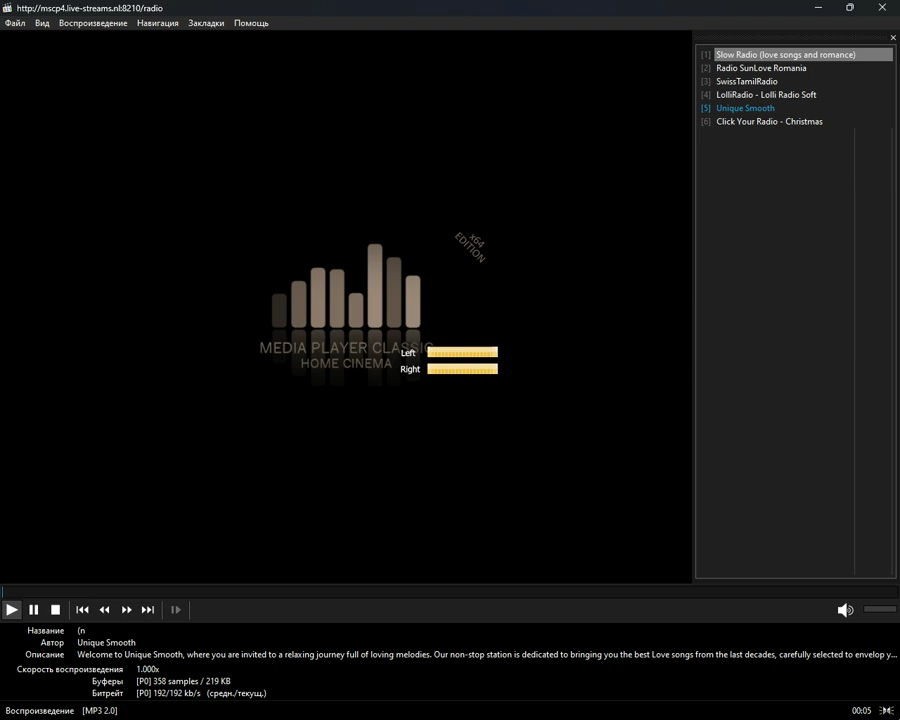 http://mscp4.live-streams.nl:8210/radio
Файл Вид Воспроизведение Навигация Закладки Помощь
[1] Slow Radio (love songs and romance)
[2] Radio SunLove Romania
[3] SwissTamilRadio
[4] LolliRadio - Lolli Radio Soft
[5] Unique Smooth
[6] Click Your Radio - Christmas
x64
EDITION
MEDIA PLAYER CLASSIC
HOME CINEMA
Left
Right
Название (n
Автор Unique Smooth
Описание Welcome to Unique Smooth, where you are invited to a relaxing journey full of loving melodies. Our non-stop station is dedicated to bringing you the best Love songs from the last decades, carefully selected to envelop y...
Скорость воспроизведения 1.000x
Буферы [P0] 358 samples / 219 KB
Битрейт [P0] 192/192 kb/s (средн./текущ.)
Воспроизведение [MP3 2.0] 00:05